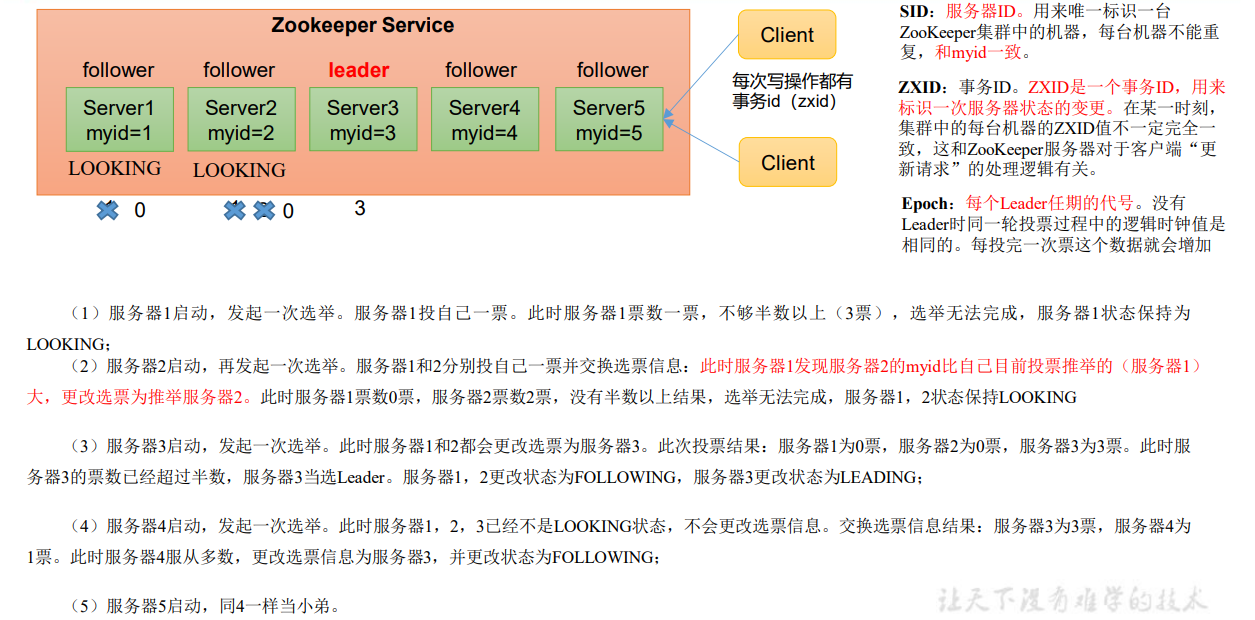 Zookeeper Service
follower
follower
leader
follower
follower
Server1
myid=1
Server2
myid=2
Server3
myid=3
Server4
myid=4
Server5
myid=5
LOOKING
LOOKING
0
0
3
Client
每次写操作都有
事务id（zxid）
Client
SID：服务器ID。用来唯一标识一台
ZooKeeper集群中的机器，每台机器不能重
复，和myid一致。
ZXID：事务ID。ZXID是一个事务ID，用来
标识一次服务器状态的变更。在某一时刻，
集群中的每台机器的ZXID值不一定完全一
致，这和ZooKeeper服务器对于客户端“更
新请求”的处理逻辑有关。
Epoch：每个Leader任期的代号。没有
Leader时同一轮投票过程中的逻辑时钟值是
相同的。每投完一次票这个数据就会增加
（1）服务器1启动，发起一次选举。服务器1投自己一票。此时服务器1票数一票，不够半数以上（3票），选举无法完成，服务器1状态保持为
LOOKING；
（2）服务器2启动，再发起一次选举。服务器1和2分别投自己一票并交换选票信息：此时服务器1发现服务器2的myid比自己目前投票推举的（服务器1）
大，更改选票为推举服务器2。此时服务器1票数0票，服务器2票数2票，没有半数以上结果，选举无法完成，服务器1，2状态保持LOOKING
（3）服务器3启动，发起一次选举。此时服务器1和2都会更改选票为服务器3。此次投票结果：服务器1为0票，服务器2为0票，服务器3为3票。此时服
务器3的票数已经超过半数，服务器3当选Leader。服务器1，2更改状态为FOLLOWING，服务器3更改状态为LEADING；
（4）服务器4启动，发起一次选举。此时服务器1，2，3已经不是LOOKING状态，不会更改选票信息。交换选票信息结果：服务器3为3票，服务器4为
1票。此时服务器4服从多数，更改选票信息为服务器3，并更改状态为FOLLOWING；
（5）服务器5启动，同4一样当小弟。
让天下没有难学的技术